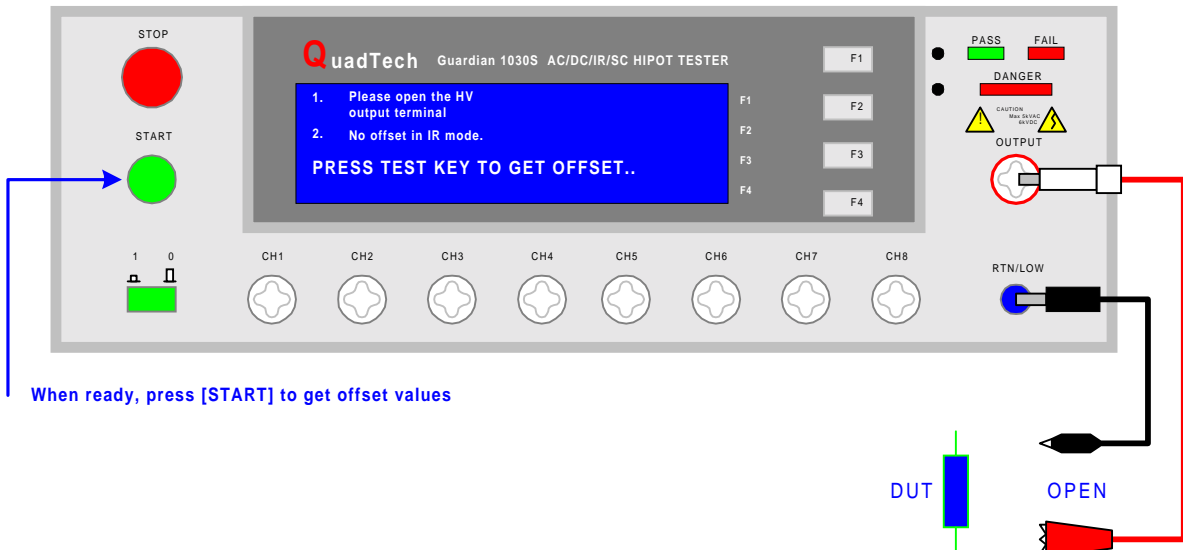 STOP
START
1 0
QuadTech Guardian 1030S AC/DC/IR/SC HIPOT TESTER
1. Please open the HV
output terminal
2. No offset in IR mode.
PRESS TEST KEY TO GET OFFSET..
F1
F2
F3
F4
F1
F2
F3
F4
PASS FAIL
DANGER
CAUTION
Max 5kVAC
6kVDC
OUTPUT
CH1 CH2 CH3 CH4 CH5 CH6 CH7 CH8
RTN/LOW
When ready, press [START] to get offset values
DUT OPEN